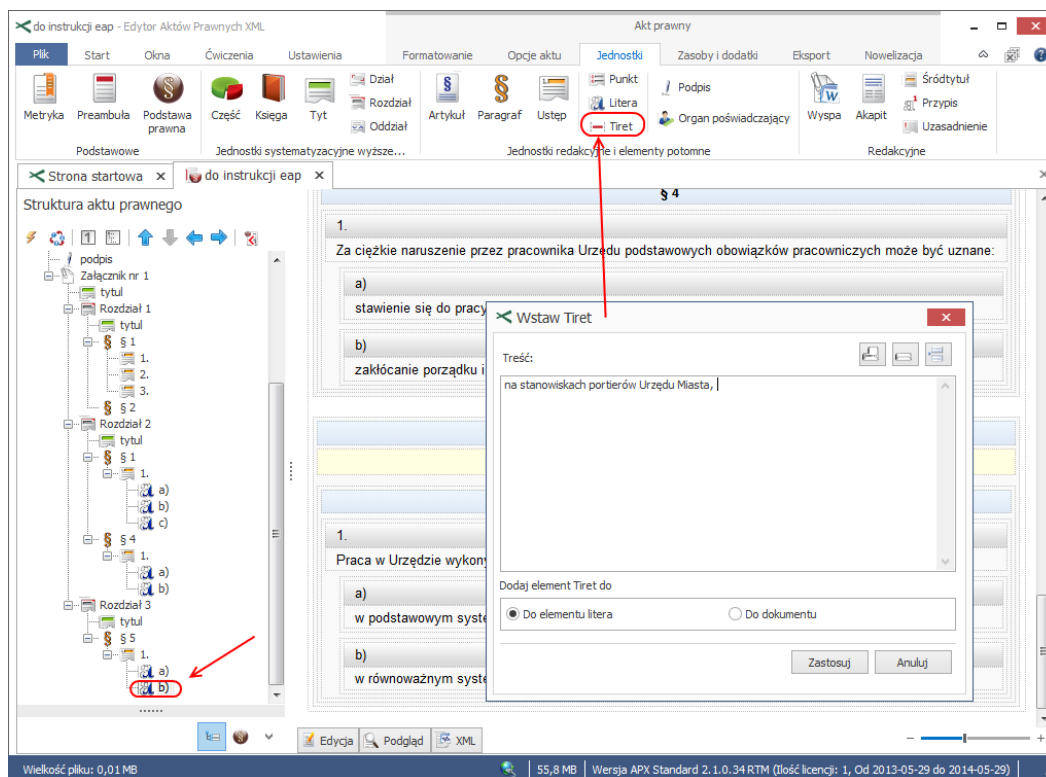 do instrukcji eap - Edytor Aktów Prawnych XML
Akt prawny
Plik Start Okna Ćwiczenia Ustawienia Formatowanie Opcje aktu Jednostki Zasoby i dodatki Eksport Nowelizacja
Metryka Preambuła Podstawa prawna
Część Księga Tyt
Dział
Rozdział
Oddział
Artykuł Paragraf Ustęp
Punkt
Litera
Tiret
Podpis
Organ poświadczający
Wyspa Akapit
Śródtytuł
Przypis
Uzasadnienie
Podstawowe Jednostki systematyzacyjne wyższe... Jednostki redakcyjne i elementy potomne Redakcyjne
Strona startowa x do instrukcji eap x
Struktura aktu prawnego
podpis
Załącznik nr 1
tytul
Rozdział 1
tytul
§ § 1
1.
2.
3.
§ § 2
Rozdział 2
tytul
§ § 1
1.
a)
b)
c)
§ § 4
1.
a)
b)
Rozdział 3
tytul
§ § 5
1.
a)
b)
§ 4
1.
Za ciężkie naruszenie przez pracownika Urzędu podstawowych obowiązków pracowniczych może być uznane:
a)
stawienie się do pracy
b)
zakłócanie porządku i
1.
Praca w Urzędzie wykony
a)
w podstawowym syste
b)
w równoważnym syste
Wstaw Tiret
Treść:
na stanowiskach portierów Urzędu Miasta,
Dodaj element Tiret do
Do elementu litera Do dokumentu
Zastosuj Anuluj
Edycja Podgląd XML
Wielkość pliku: 0,01 MB 55,8 MB Wersja APX Standard 2.1.0.34 RTM (Ilość licencji: 1, Od 2013-05-29 do 2014-05-29)